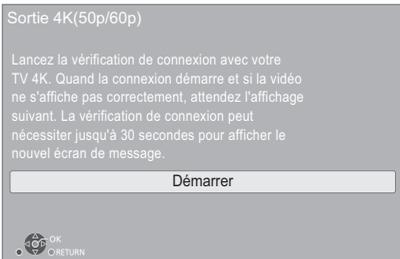 Sortie 4K(50p/60p)
Lancez la vérification de connexion avec votre
TV 4K. Quand la connexion démarre et si la vidéo
ne s'affiche pas correctement, attendez l'affichage
suivant. La vérification de connexion peut
nécessiter jusqu'à 30 secondes pour afficher le
nouvel écran de message.
Démarrer
OK
RETURN